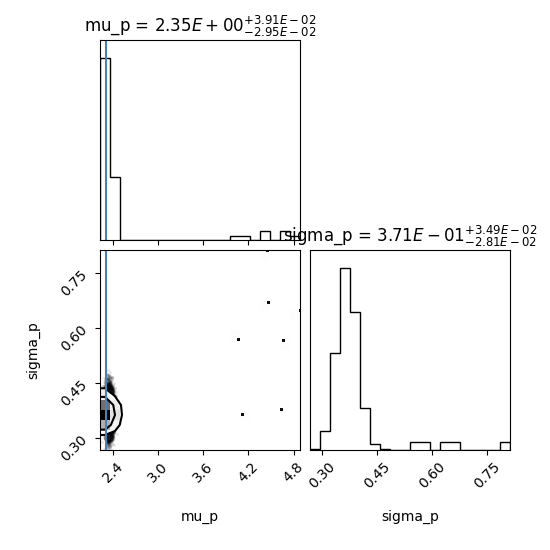 mu_p = 2.35E + 00+3.91E−02 −2.95E−02
sigma_p = 3.71E − 01+3.49E−02 −2.81E−02
0.75
0.60
0.45
0.30
sigma_p
2.4 3.0 3.6 4.2 4.8
mu_p
0.30 0.45 0.60 0.75
sigma_p